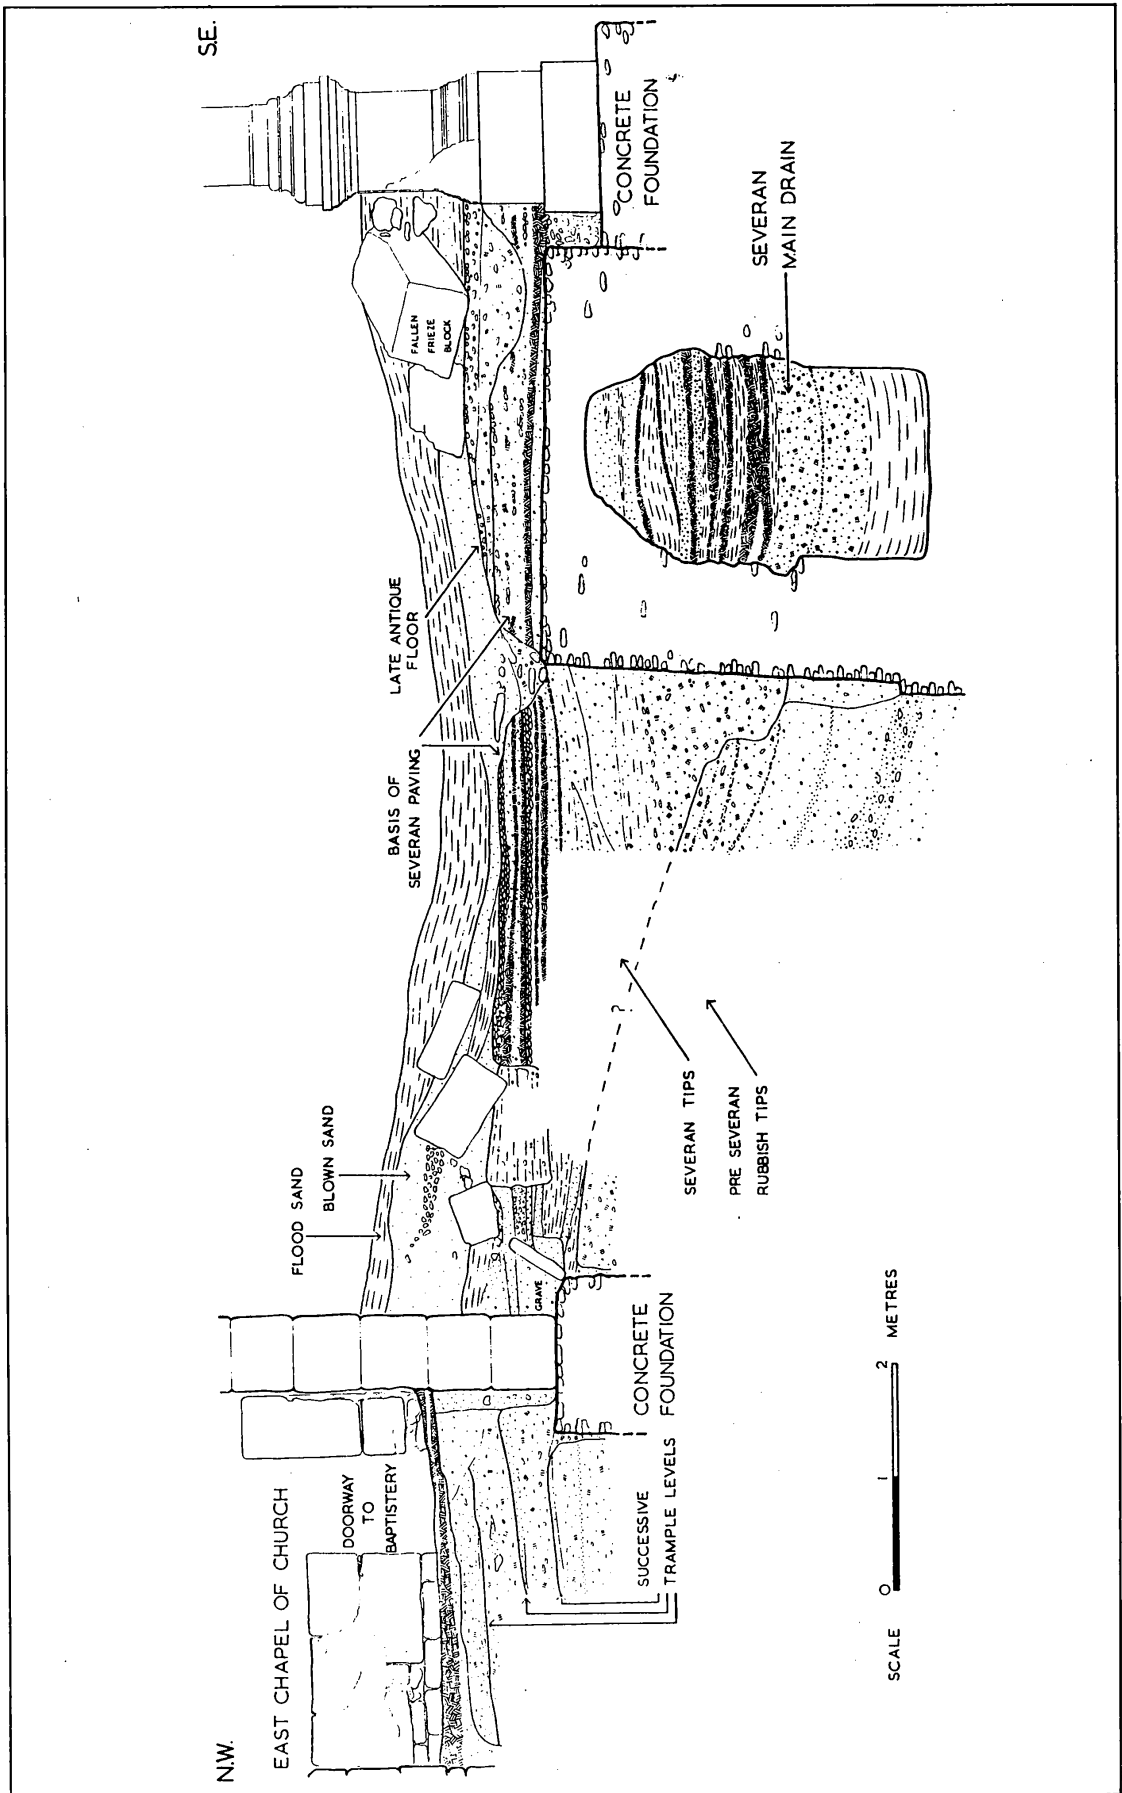 N.W.
S.E.
EAST CHAPEL OF CHURCH
DOORWAY
TO
BAPTISTERY
FLOOD SAND
BLOWN SAND
BASIS OF
SEVERAN PAVING
LATE ANTIQUE
FLOOR
FALLEN
FRIEZE
BLOCK
CONCRETE
FOUNDATION
SEVERAN
MAIN DRAIN
GRAVE
CONCRETE
FOUNDATION
SUCCESSIVE
TRAMPLE LEVELS
?
SEVERAN TIPS
PRE SEVERAN
RUBBISH TIPS
SCALE
0 1 2
METRES